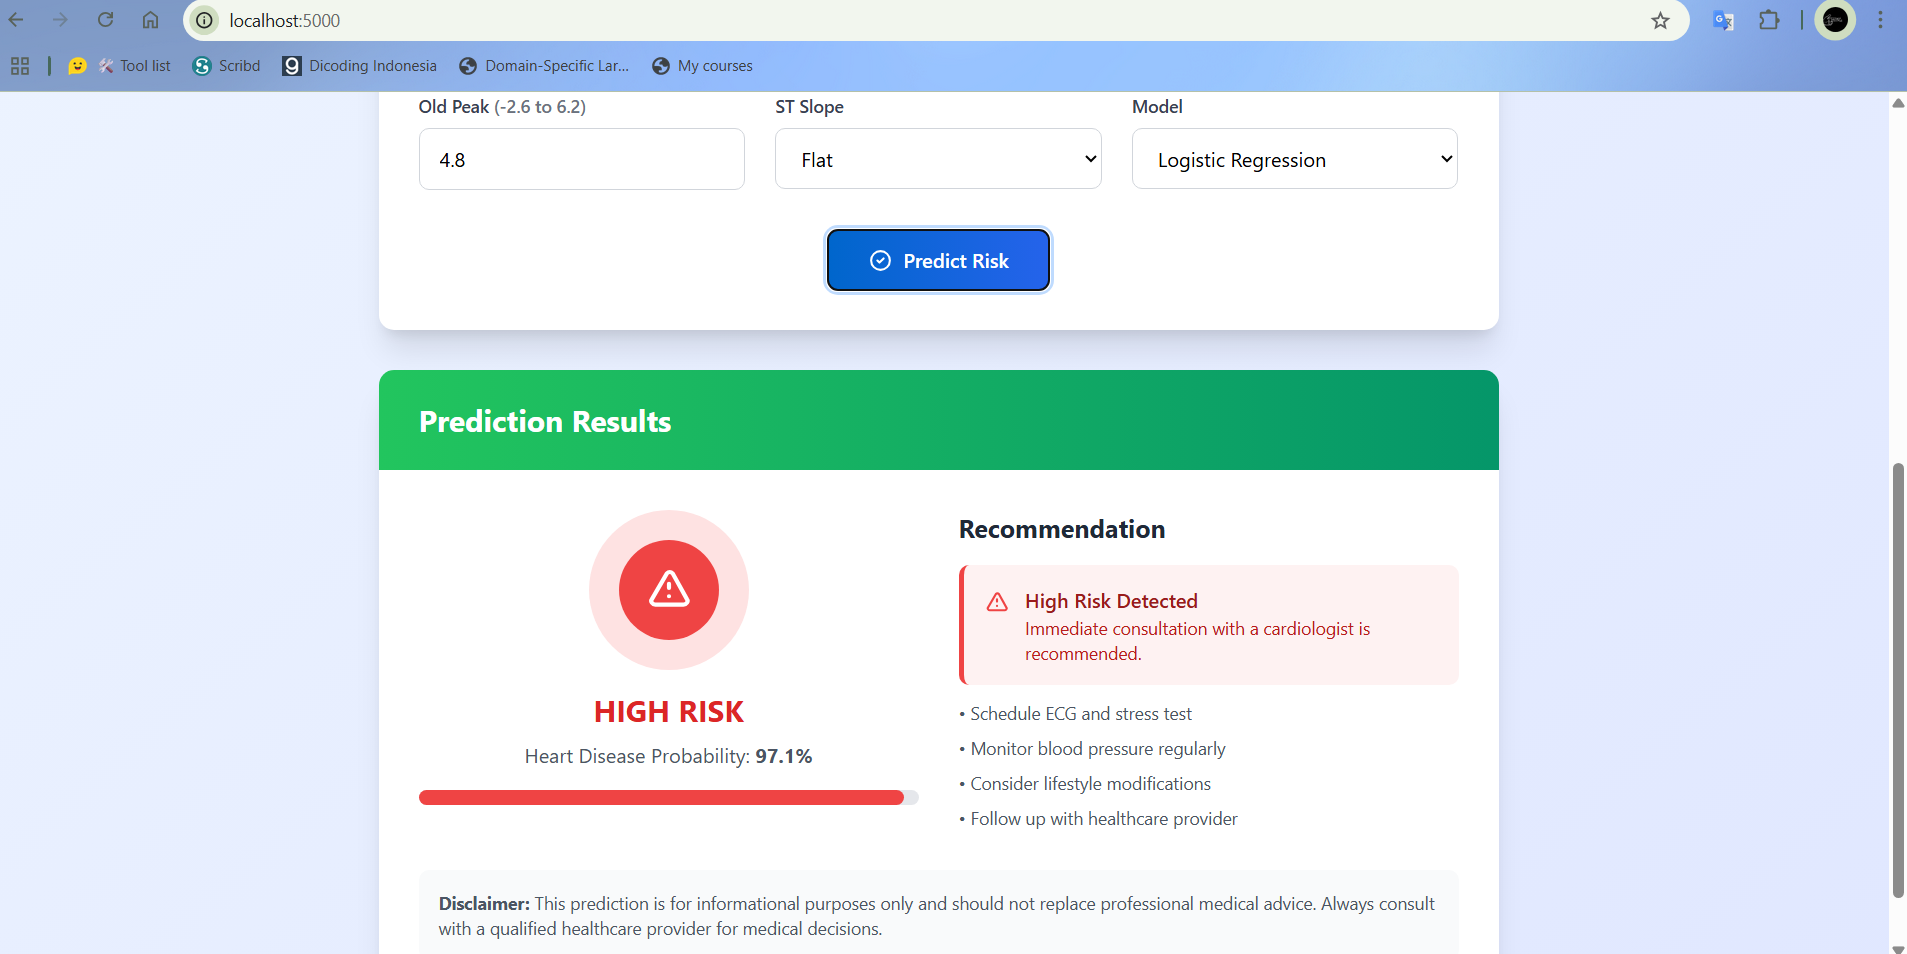 localhost:5000
Tool list
Scribd
Dicoding Indonesia
Domain-Specific Lar...
My courses
Old Peak (-2.6 to 6.2)
ST Slope
Model
4.8
Flat
Logistic Regression
Predict Risk
Prediction Results
HIGH RISK
Heart Disease Probability: 97.1%
Recommendation
High Risk Detected
Immediate consultation with a cardiologist is
recommended.
• Schedule ECG and stress test
• Monitor blood pressure regularly
• Consider lifestyle modifications
• Follow up with healthcare provider
Disclaimer: This prediction is for informational purposes only and should not replace professional medical advice. Always consult
with a qualified healthcare provider for medical decisions.